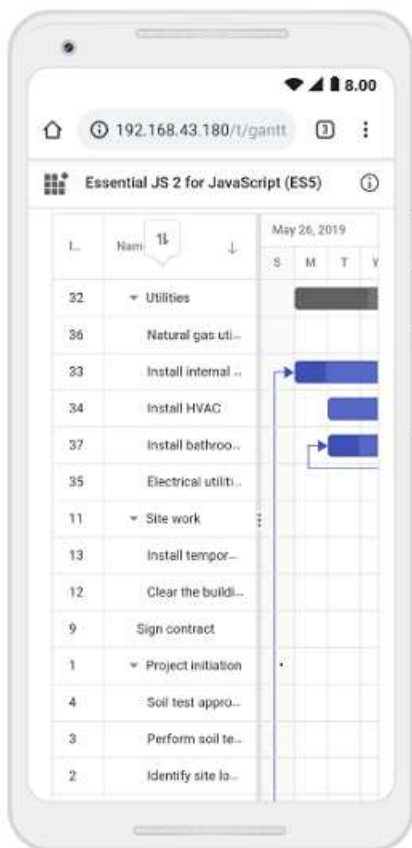 8.00
192.168.43.180/t/gantt 3
Essential JS 2 for JavaScript (ES5)
I... Nam
May 26, 2019
S M T
32 Utilities
36 Natural gas uti...
33 Install internal ...
34 Install HVAC
37 Install bathroo...
35 Electrical utiliti...
11 Site work
13 Install tempor...
12 Clear the buildi...
9 Sign contract
1 Project initiation
4 Soil test appro...
3 Perform soil te...
2 Identify site lo...